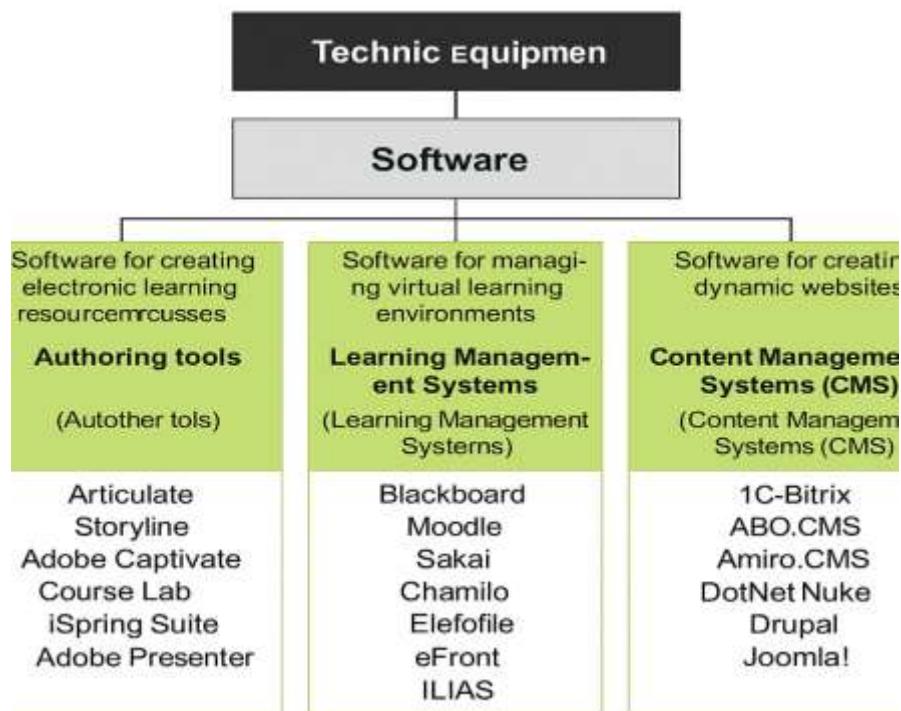 Technic Equipmen
Software
Software for creating
electronic learning
resourcemrcusses
Authoring tools
(Autother tols)
Software for managi-
ng virtual learning
environments
Learning Managem-
ent Systems
(Learning Management
Systerns)
Software for creatin
dynamic websites
Content Manageme
Systems (CMS)
(Content Managem
Systems (CMS)
Articulate
Storyline
Adobe Captivate
Course Lab
iSpring Suite
Adobe Presenter
Blackboard
Moodle
Sakai
Chamilo
Elefofile
eFront
ILIAS
1C-Bitrix
ABO.CMS
Amiro.CMS
DotNet Nuke
Drupal
Joomla!